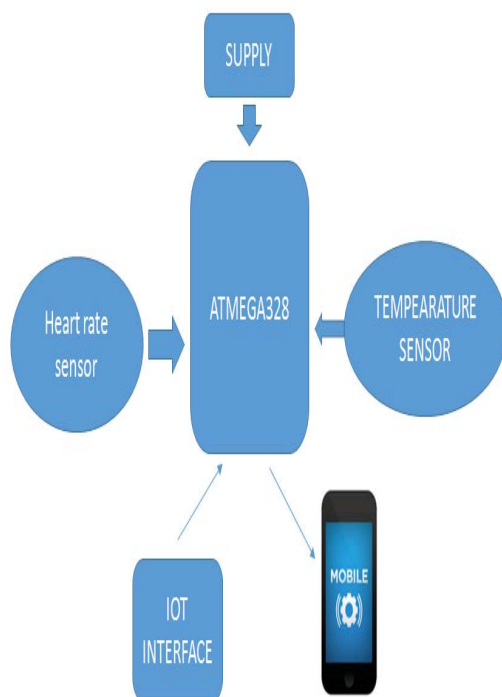 SUPPLY
ATMEGA328
Heart rate
sensor
TEMPEARATURE
SENSOR
IOT
INTERFACE
MOBILE